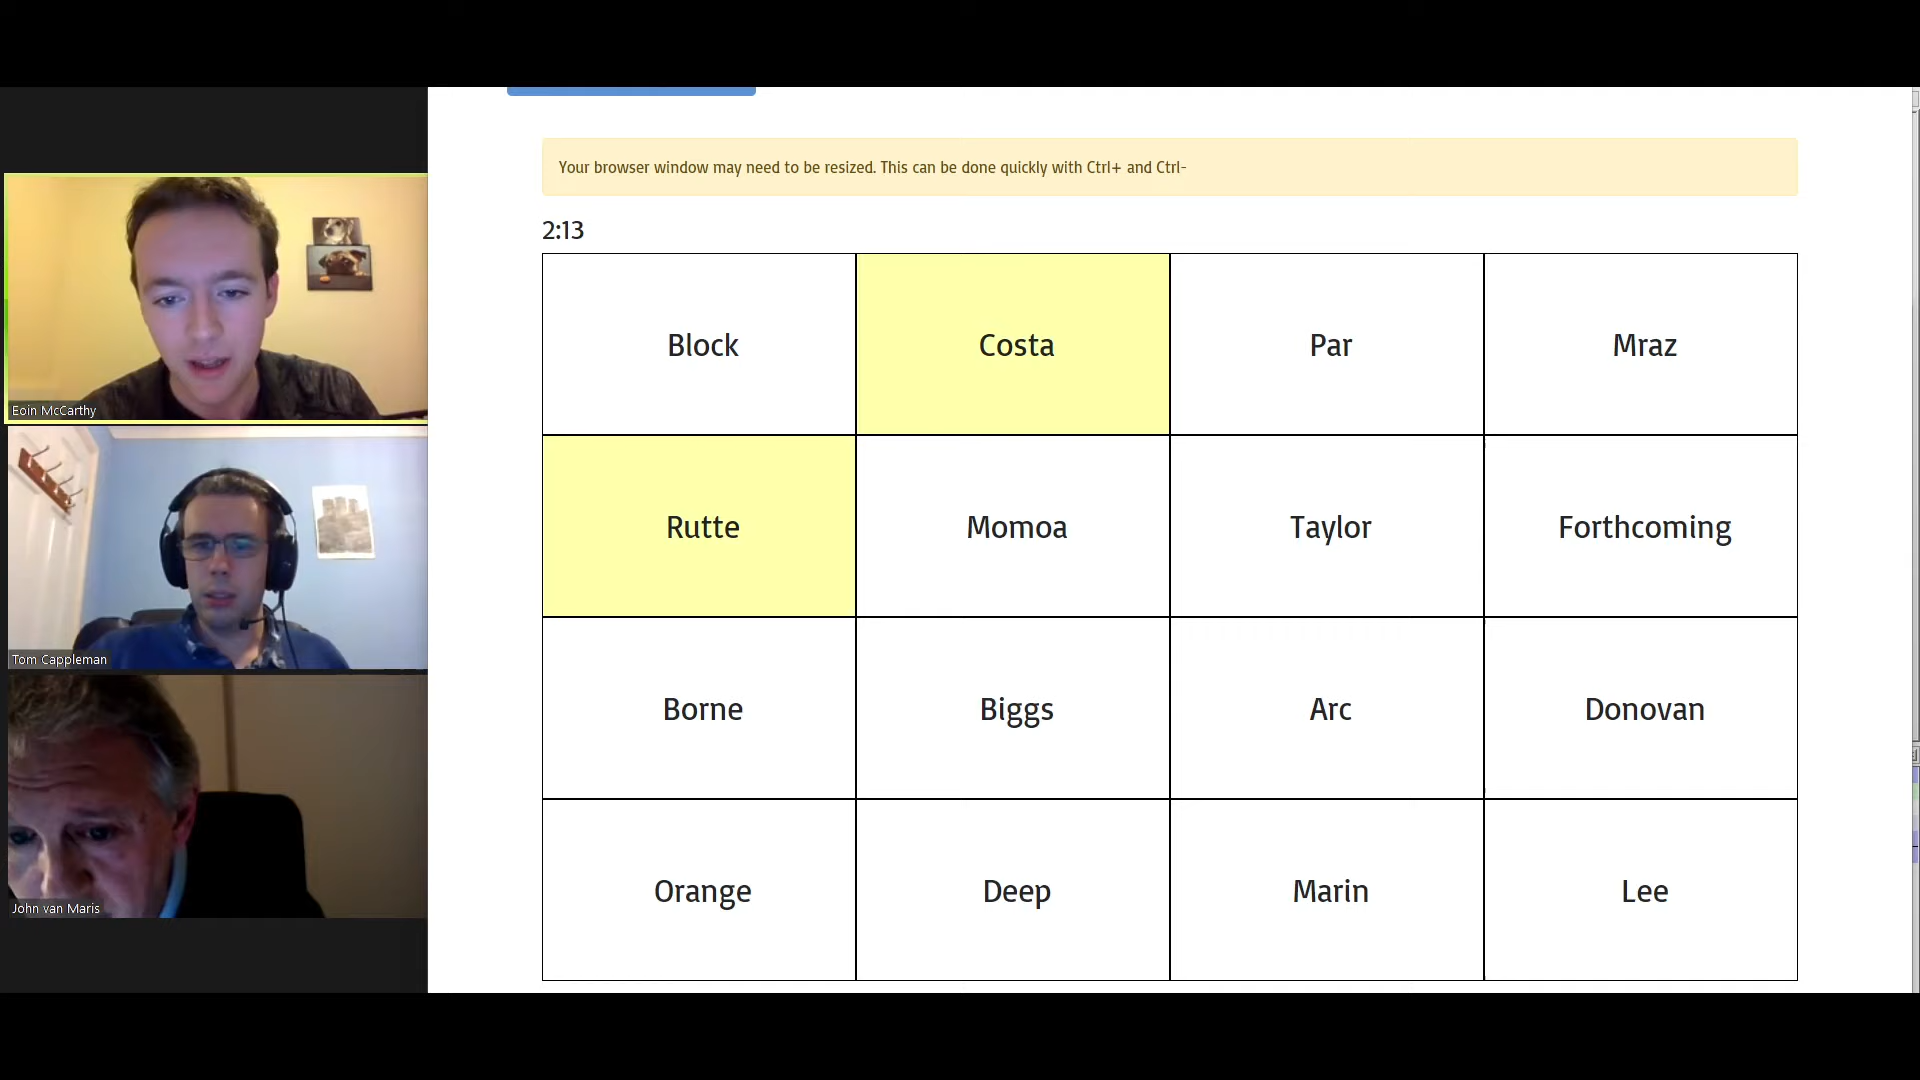 Your browser window may need to be resized. This can be done quickly with Ctrl+ and Ctrl-
2:13
Block Costa Par Mraz
Rutte Momoa Taylor Forthcoming
Borne Biggs Arc Donovan
Orange Deep Marin Lee
Eoin McCarthy
Tom Cappleman
John van Maris